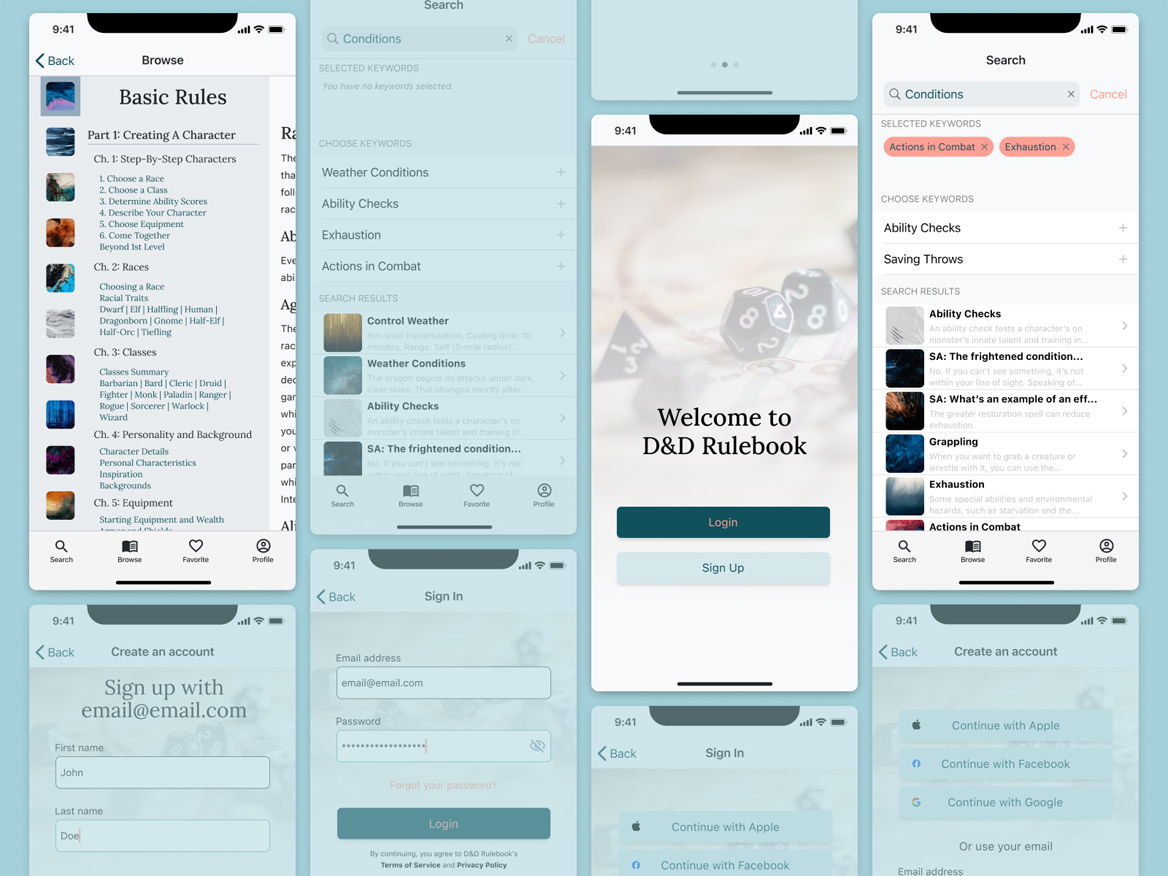 9:41
Back
Browse
Basic Rules
Part 1: Creating A Character
Ch. 1: Step-By-Step Characters
1. Choose a Race
2. Choose a Class
3. Determine Ability Scores
4. Describe Your Character
5. Choose Equipment
6. Come Together
Beyond 1st Level
Ch. 2: Races
Choosing a Race
Racial Traits
Dwarf | Elf | Halfling | Human |
Dragonborn | Gnome | Half-Elf |
Half-Orc | Tiefling
Ch. 3: Classes
Classes Summary
Barbarian | Bard | Cleric | Druid |
Fighter | Monk | Paladin | Ranger |
Rogue | Sorcerer | Warlock |
Wizard
Ch. 4: Personality and Background
Character Details
Personal Characteristics
Inspiration
Backgrounds
Ch. 5: Equipment
Starting Equipment and Wealth
Armor and Shields
Search
Browse
Favorite
Profile
9:41
Back
Create an account
Sign up with
email@email.com
First name
John
Last name
Doe
Search
Conditions
Cancel
SELECTED KEYWORDS
You have no keywords selected.
CHOOSE KEYWORDS
Weather Conditions
Ability Checks
Exhaustion
Actions in Combat
SEARCH RESULTS
Control Weather
8th-level transmutation. Casting time: 10
minutes, Range: Self (5-mile radius)...
Weather Conditions
The dragon begins its attacks under dark,
clear skies. That changes shortly after...
Ability Checks
An ability check tests a character's on
monster's innate talent and training in...
SA: The frightened condition...
No. If you can't see something, it's not
within your line of sight. Speaking of...
Search
Browse
Favorite
Profile
9:41
Back
Sign In
Email address
email@email.com
Password
Forgot your password?
Login
By continuing, you agree to D&D Rulebook's
Terms of Service and Privacy Policy
9:41
Welcome to
D&D Rulebook
Login
Sign Up
9:41
Back
Sign In
Continue with Apple
Continue with Facebook
9:41
Search
Conditions
Cancel
SELECTED KEYWORDS
Actions in Combat
Exhaustion
CHOOSE KEYWORDS
Ability Checks
Saving Throws
SEARCH RESULTS
Ability Checks
An ability check tests a character's on
monster's innate talent and training in...
SA: The frightened condition...
No. If you can't see something, it's not
within your line of sight. Speaking of...
SA: What's an example of an eff...
The greater restoration spell can reduce
exhaustion.
Grappling
When you want to grab a creature or
wrestle with it, you can use the...
Exhaustion
Some special abilities and environmental
hazards, such as starvation and the...
Actions in Combat
Search
Browse
Favorite
Profile
9:41
Back
Create an account
Continue with Apple
Continue with Facebook
Continue with Google
Or use your email
Email address